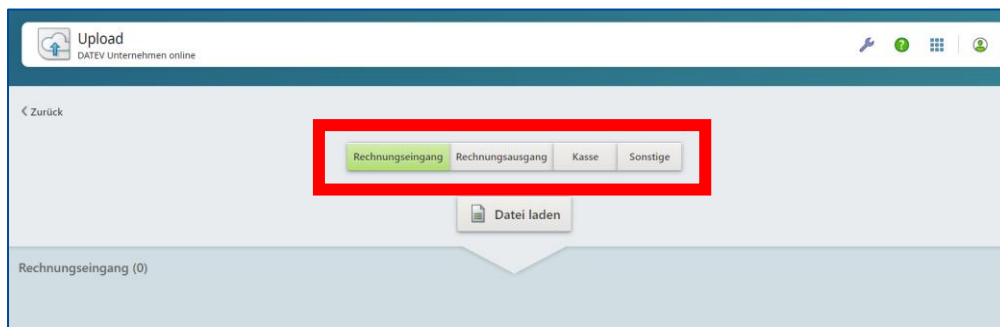 Upload
DATEV Unternehmen online
Zurück
Rechnungseingang Rechnungsausgang Kasse Sonstige
Datei laden
Rechnungseingang (0)